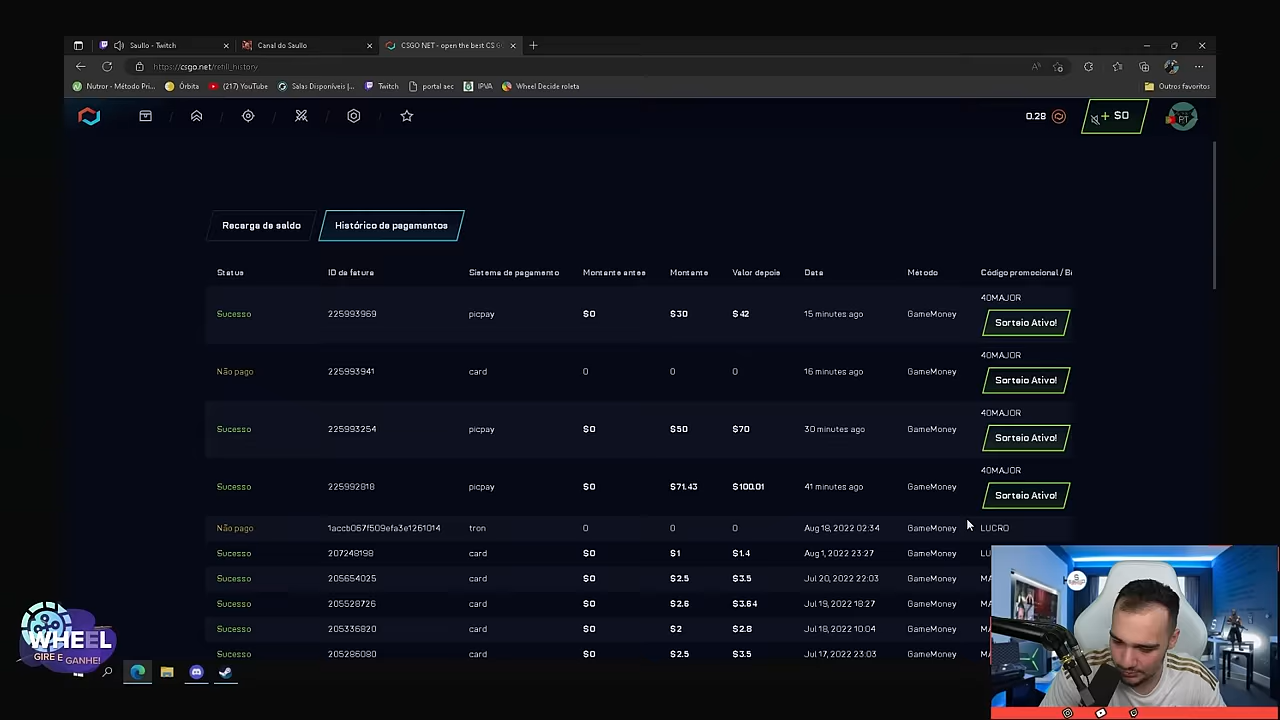 Saullo - Twitch
Canal do Saullo
CSGO NET - open the best CS G
https://csgo.net/refill_history
Nutror - Método Pri...
Órbita
(217) YouTube
Salas Disponíveis |...
Twitch
portal aec
IPVA
Wheel Decide roleta
Outros favoritos
0.28
+ $0
Recarga de saldo
Histórico de pagamentos
Status ID da fatura Sistema de pagamento Montante antes Montante Valor depois Data Método Código promocional / Bô
40MAJOR
Sucesso 225993969 picpay $0 $30 $42 15 minutes ago GameMoney Sorteio Ativo!
40MAJOR
Não pago 225993941 card 0 0 0 16 minutes ago GameMoney Sorteio Ativo!
40MAJOR
Sucesso 225993254 picpay $0 $50 $70 30 minutes ago GameMoney Sorteio Ativo!
40MAJOR
Sucesso 225992818 picpay $0 $71.43 $100.01 41 minutes ago GameMoney Sorteio Ativo!
Não pago 1accb067f509efa3e1261014 tron 0 0 0 Aug 18, 2022 02:34 GameMoney LUCRO
Sucesso 207248198 card $0 $1 $1.4 Aug 1, 2022 23:27 GameMoney LU
Sucesso 205654025 card $0 $2.5 $3.5 Jul 20, 2022 22:03 GameMoney MA
Sucesso 205528726 card $0 $2.6 $3.64 Jul 19, 2022 18:27 GameMoney MA
Sucesso 205336820 card $0 $2 $2.8 Jul 18, 2022 10:04 GameMoney MA
Sucesso 205286080 card $0 $2.5 $3.5 Jul 17, 2022 23:03 GameMoney MA
WHEEL
GIRE E GANHE!